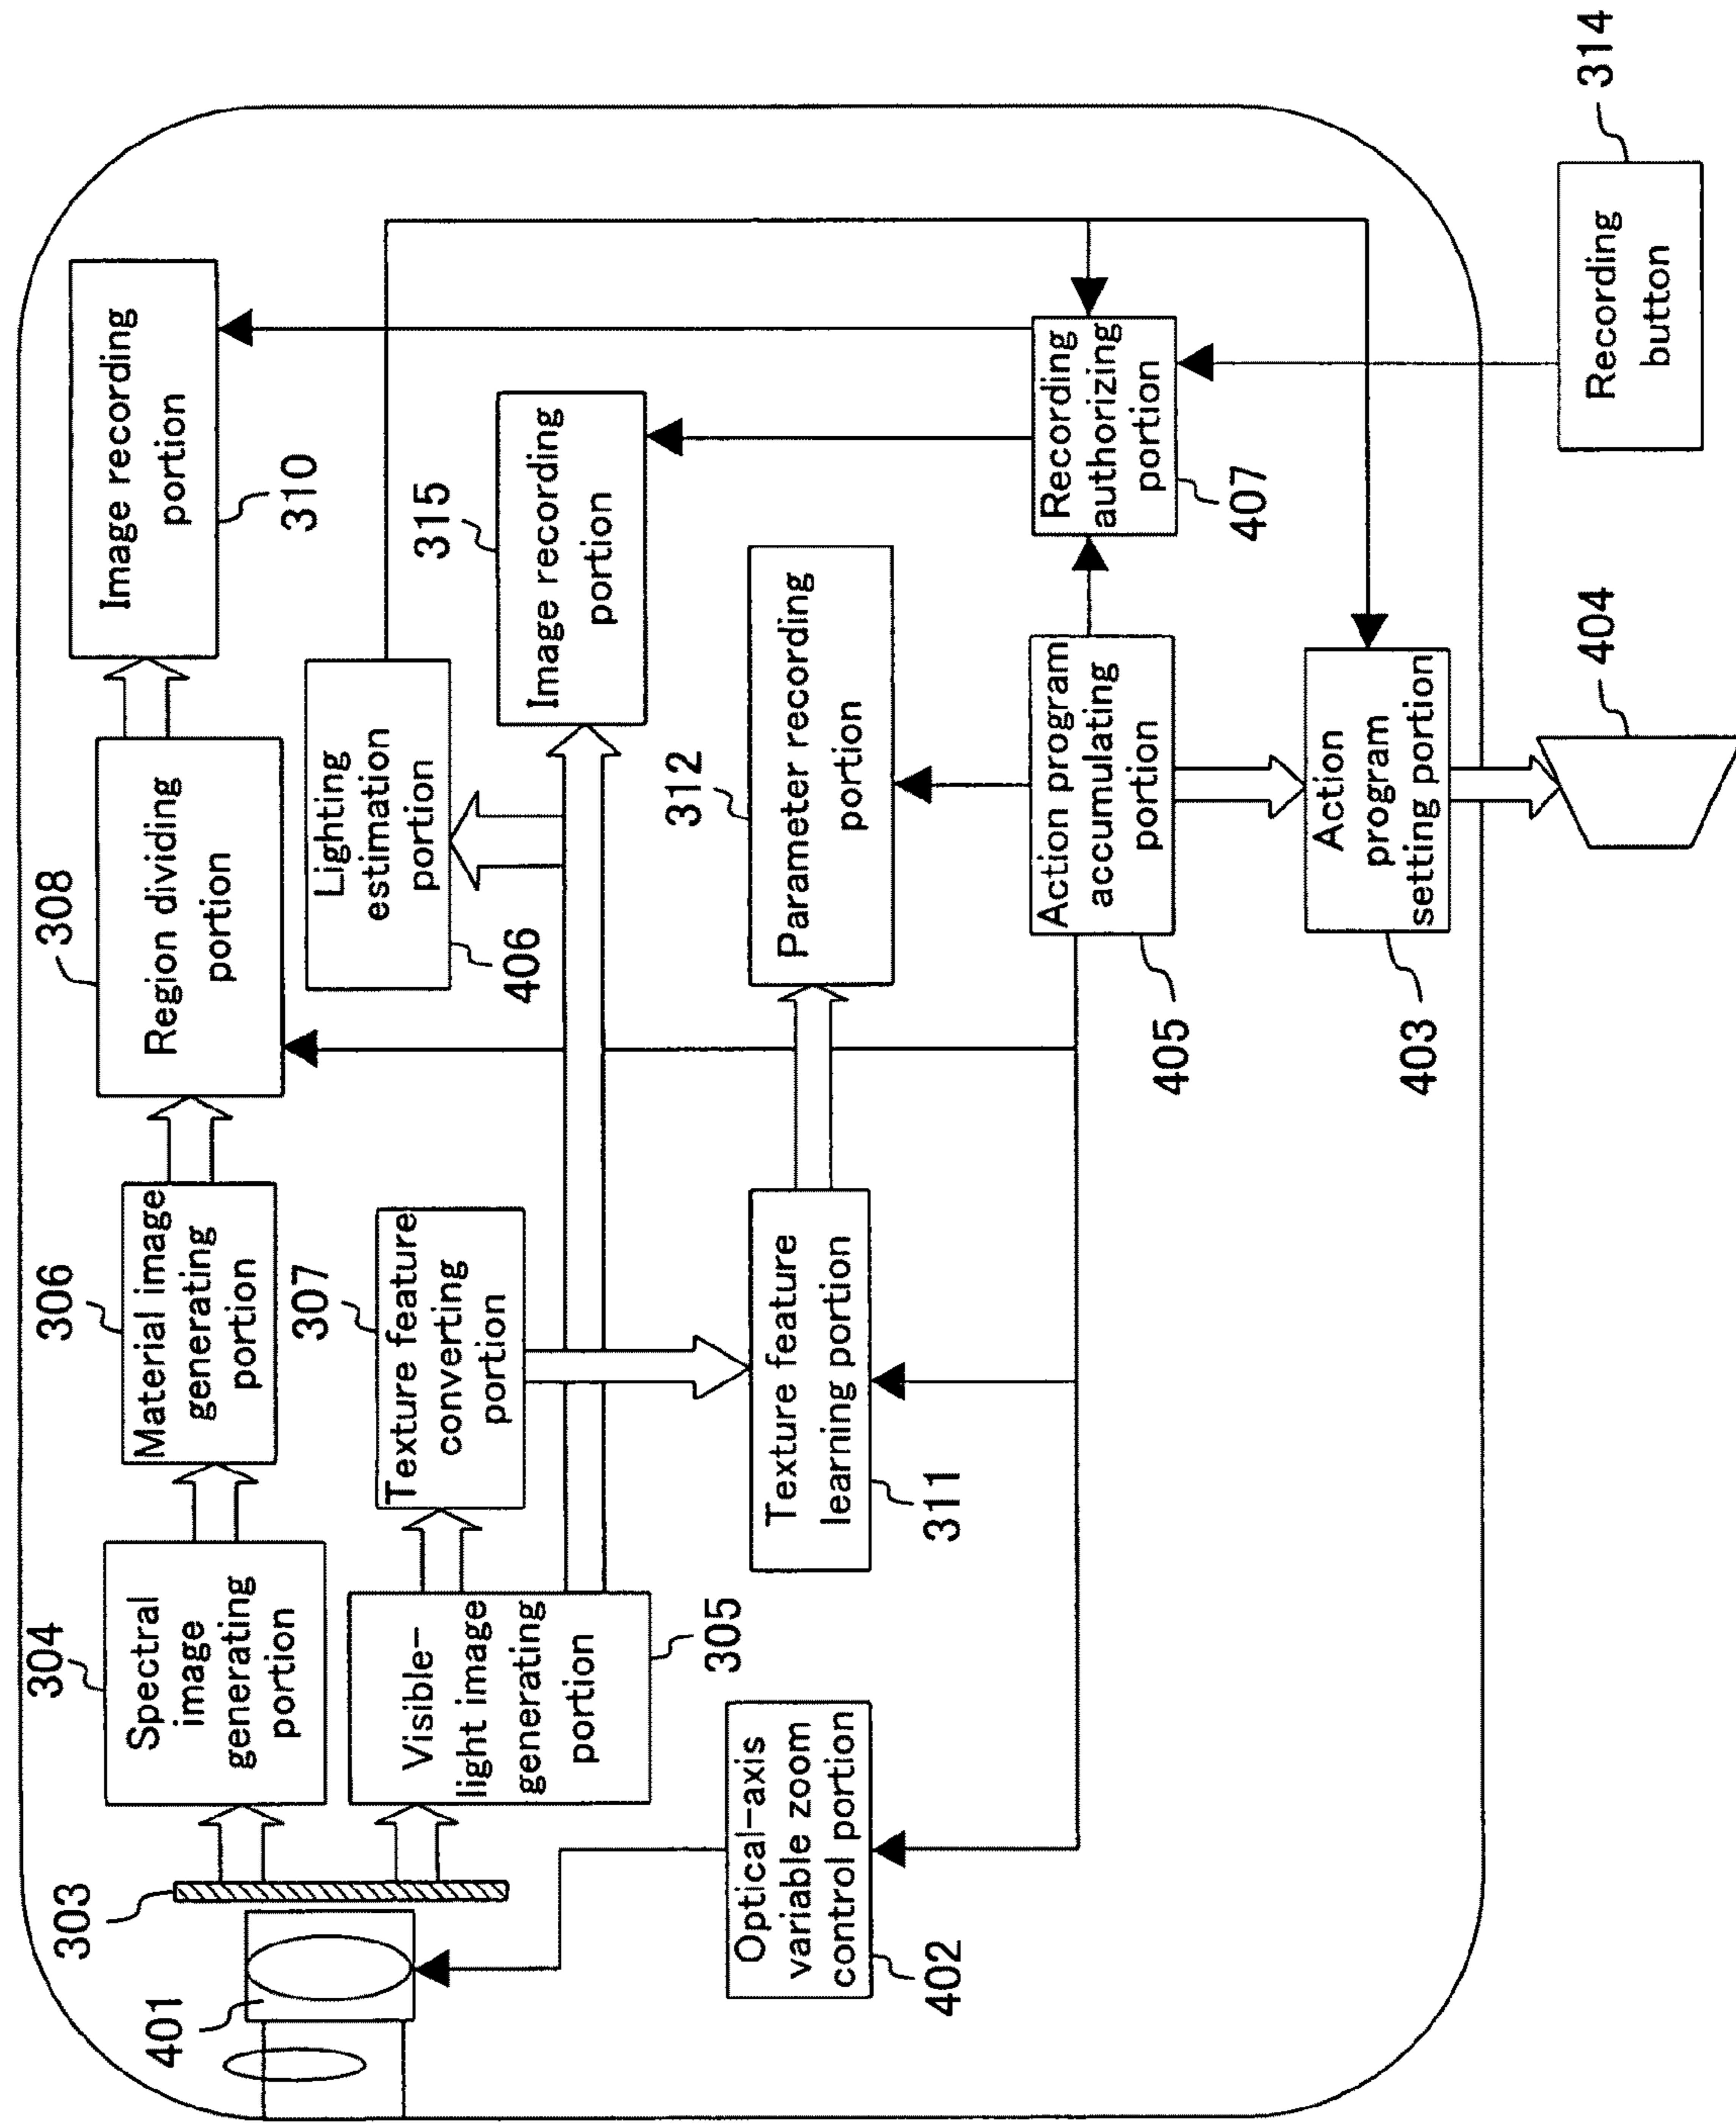 304
Spectral
image
generating
portion
306
Material image
generating
portion
308
Region dividing
portion
Image recording
portion
310
303
401
Visible-
light image
generating
portion
305
307
Texture feature
converting
portion
Lighting
estimation
portion
406
315
Image recording
portion
Optical-axis
variable zoom
control portion
402
Texture feature
learning portion
311
312
Parameter recording
portion
Action program
accumulating
portion
405
Recording
authorizing
portion
407
Action
program
setting portion
403
404
314
Recording
button